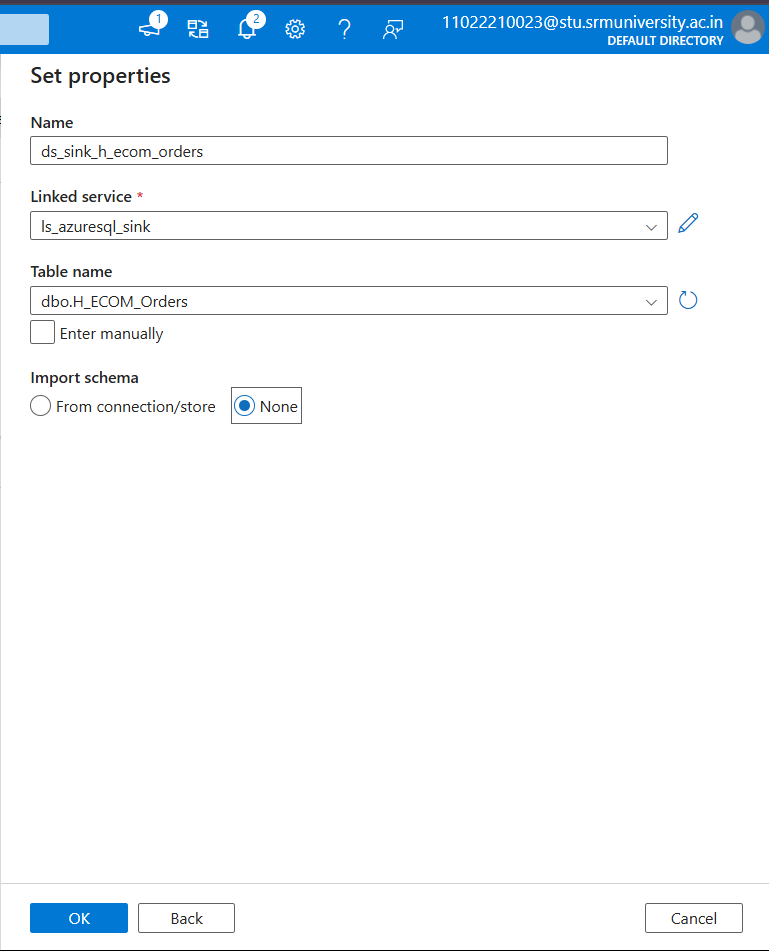 1
2
11022210023@stu.srmuniversity.ac.in
DEFAULT DIRECTORY
Set properties
Name
ds_sink_h_ecom_orders
Linked service *
ls_azuresql_sink
Table name
dbo.H_ECOM_Orders
Enter manually
Import schema
From connection/store None
OK Back Cancel